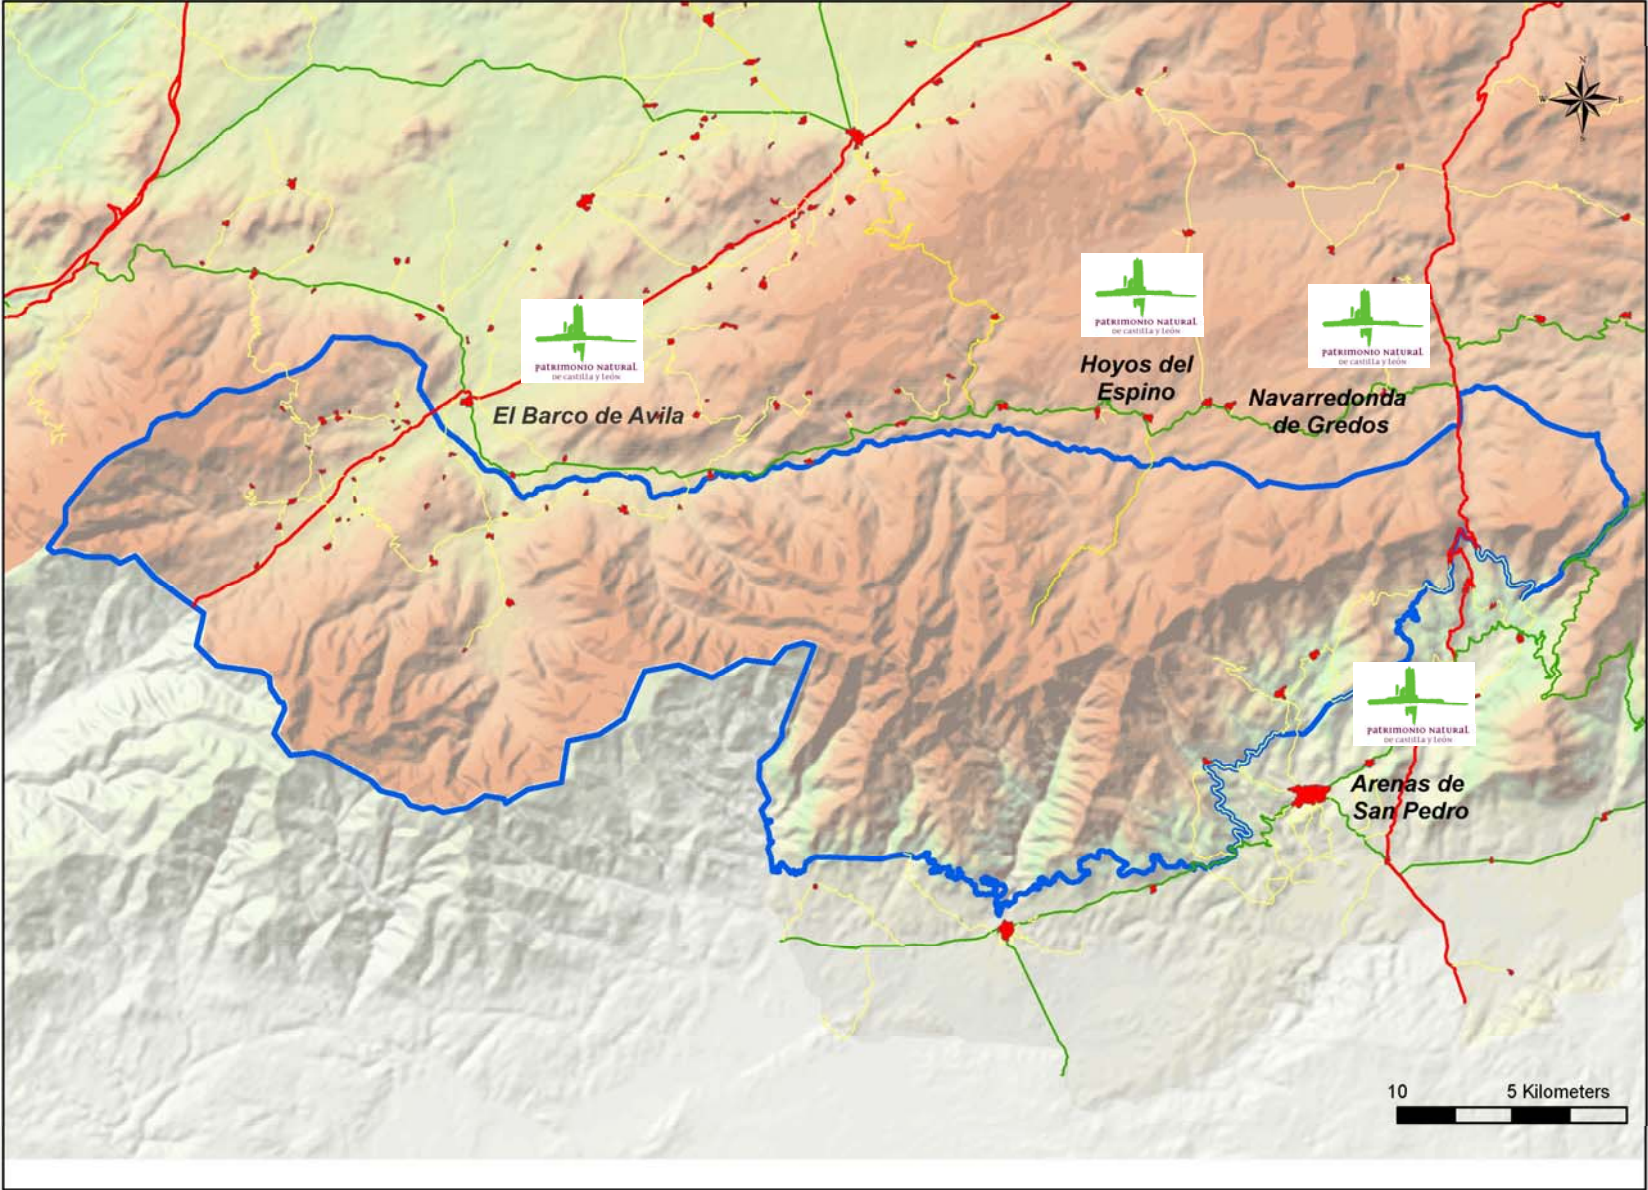 N
W
E
S
PATRIMONIO NATURAL
DE CASTILLA Y LEÓN
Hoyos del
Espino
PATRIMONIO NATURAL
DE CASTILLA Y LEÓN
Navarredonda
de Gredos
PATRIMONIO NATURAL
DE CASTILLA Y LEÓN
El Barco de Avila
PATRIMONIO NATURAL
DE CASTILLA Y LEÓN
Arenas de
San Pedro
10 5 Kilometers